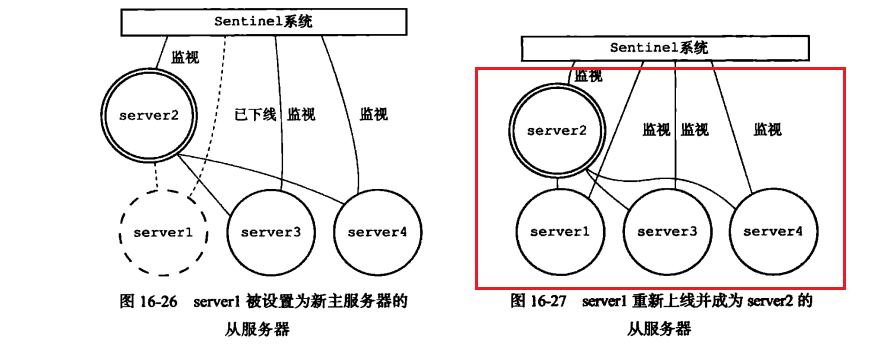 Sentinel系统
监视
server2
已下线 监视
监视
server1
server3
server4
图 16-26 server1 被设置为新主服务器的
从服务器
Sentinel系统
监视
server2
监视 监视
监视
server1
server3
server4
图 16-27 server1 重新上线并成为 server2 的
从服务器